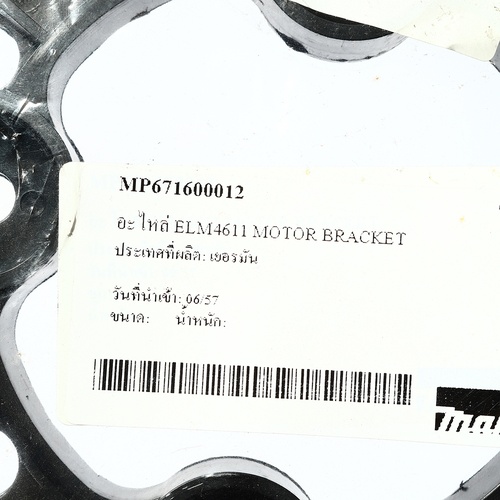 MP671600012
อะไหล่ ELM4611 MOTOR BRACKET
ประเทศที่ผลิต: เยอรมัน
วันที่นำเข้า: 06/57
ขนาด: น้ำหนัก: